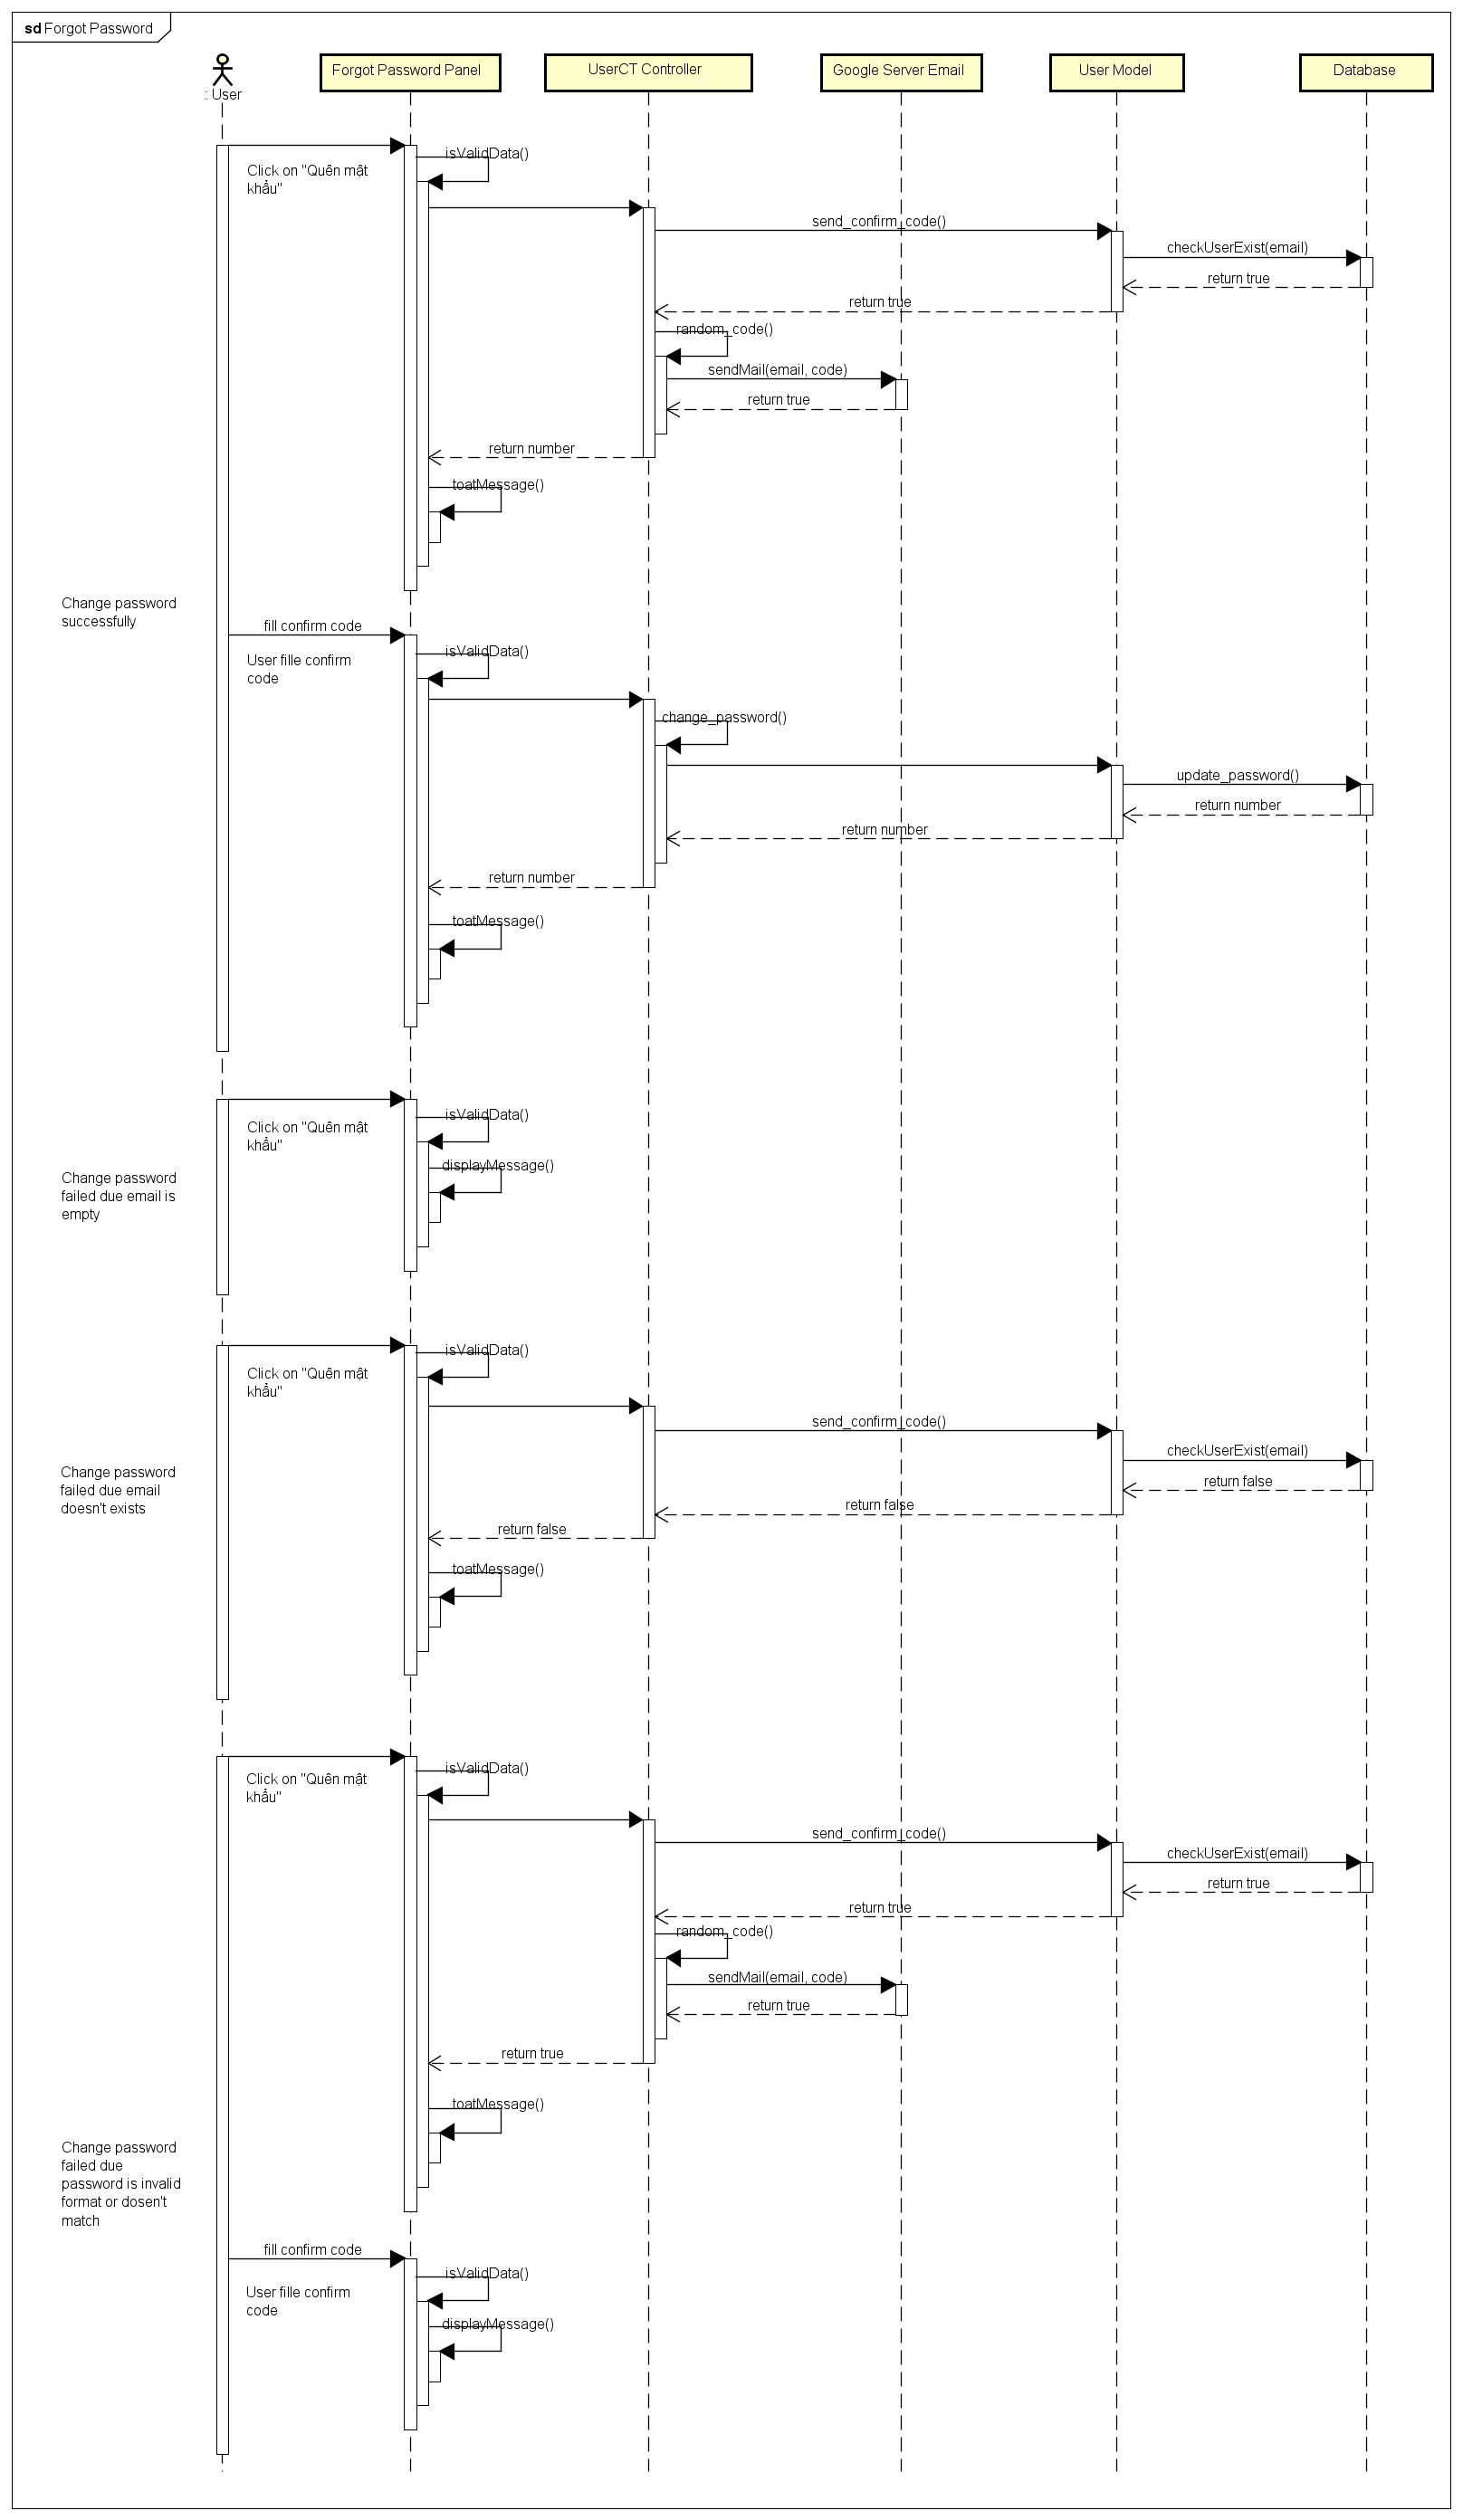 sd Forgot Password
: User
Forgot Password Panel
UserCT Controller
Google Server Email
User Model
Database
isValidData()
Click on "Quên mật
khẩu"
send_confirm_code()
checkUserExist(email)
return true
return true
random_code()
sendMail(email, code)
return true
return number
toatMessage()
Change password
successfully
fill confirm code
isValidData()
User fille confirm
code
change_password()
update_password()
return number
return number
return number
toatMessage()
isValidData()
Click on "Quên mật
khẩu"
displayMessage()
Change password
failed due email is
empty
isValidData()
Click on "Quên mật
khẩu"
send_confirm_code()
checkUserExist(email)
Change password
failed due email
doesn't exists
return false
return false
return false
toatMessage()
isValidData()
Click on "Quên mật
khẩu"
send_confirm_code()
checkUserExist(email)
return true
return true
random_code()
sendMail(email, code)
return true
return true
toatMessage()
Change password
failed due
password is invalid
format or dosen't
match
fill confirm code
isValidData()
User fille confirm
code
displayMessage()